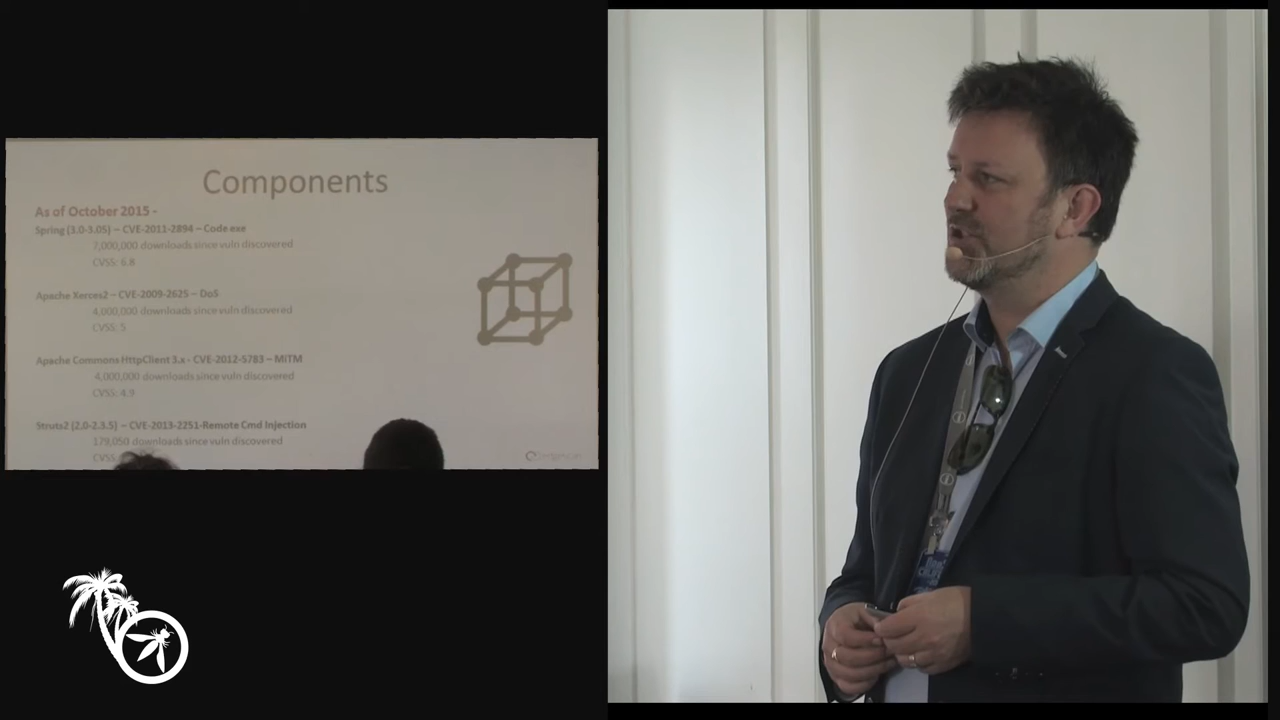 Components
As of October 2015 -
Spring (3.0-3.05) – CVE-2011-2894 – Code exe
7,000,000 downloads since vuln discovered
CVSS: 6.8
Apache Xerces2 – CVE-2009-2625 – DoS
4,000,000 downloads since vuln discovered
CVSS: 5
Apache Commons HttpClient 3.x - CVE-2012-5783 – MiTM
4,000,000 downloads since vuln discovered
CVSS: 4.9
Struts2 (2.0-2.3.5) – CVE-2013-2251-Remote Cmd Injection
179,050 downloads since vuln discovered
CVSS